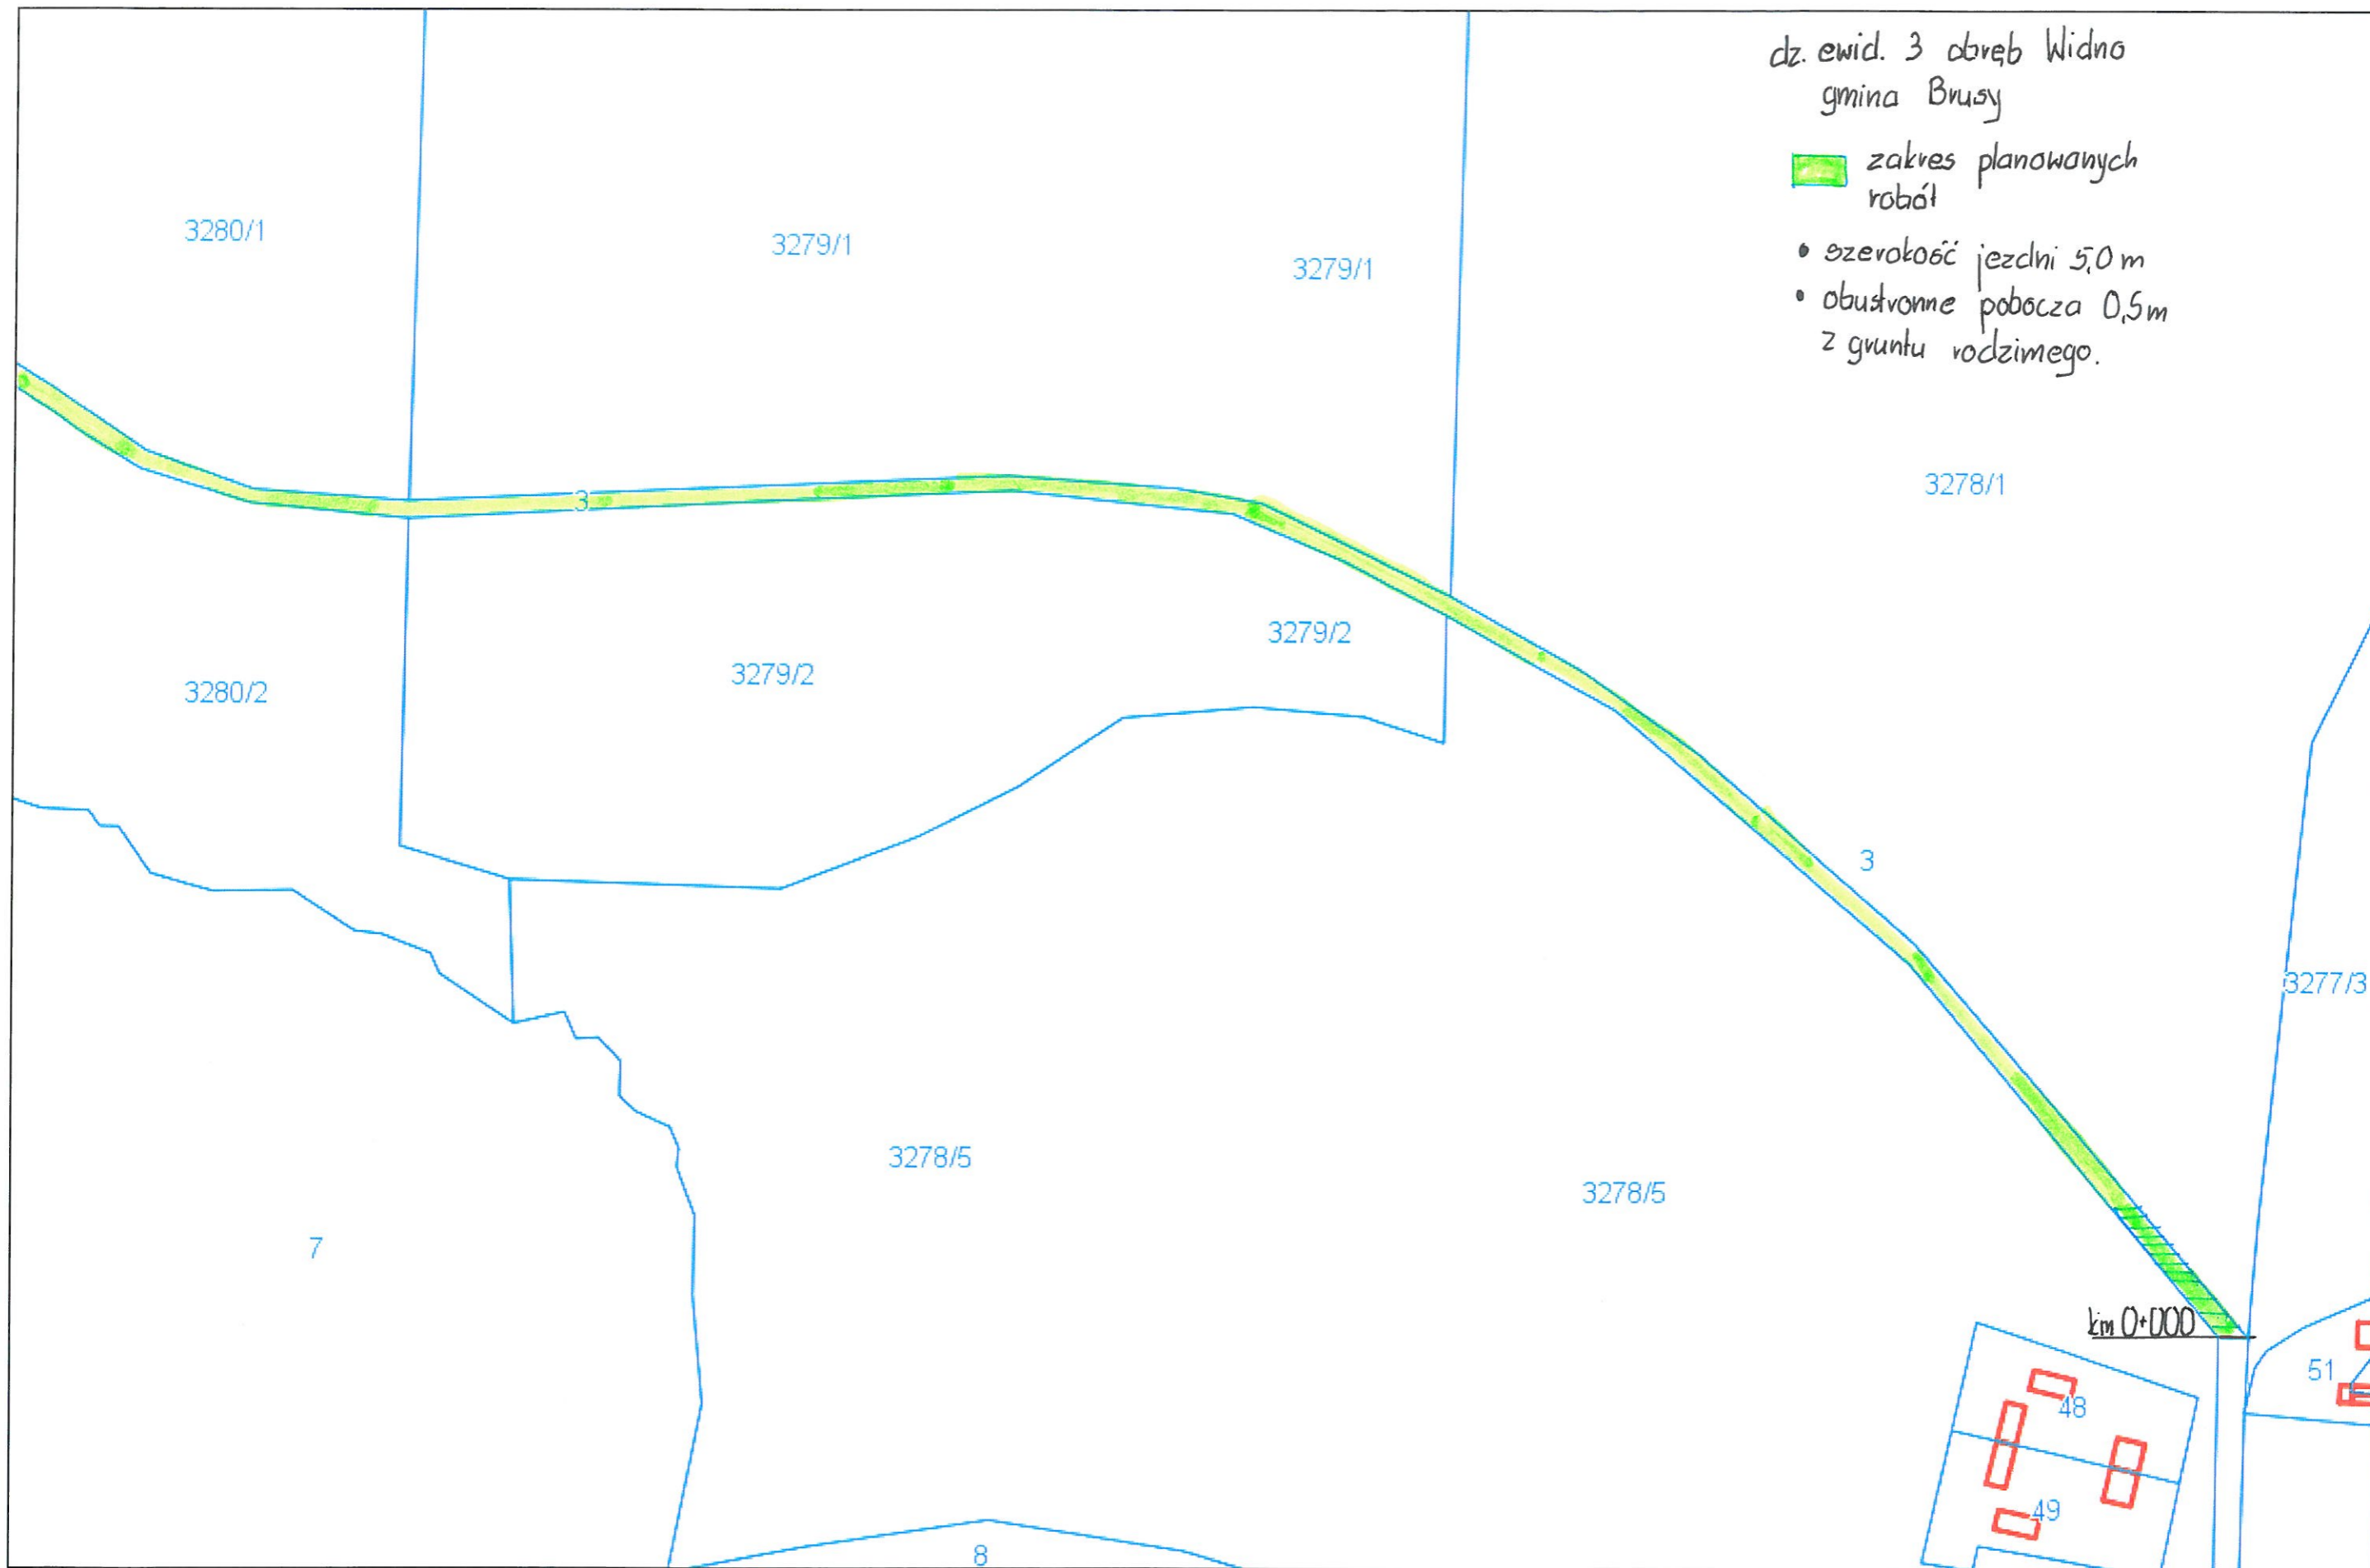 dz. ewid. 3 obręb Widno
gmina Brusy
zakres planowanych
robót
• szerokość jezdni 5,0 m
• obustronne pobocza 0,5m
z gruntu rodzimego.
3280/1
3279/1
3279/1
3278/1
3
3279/2
3279/2
3280/2
3
3277/3
3278/5
3278/5
7
km 0+000
51
48
49
8